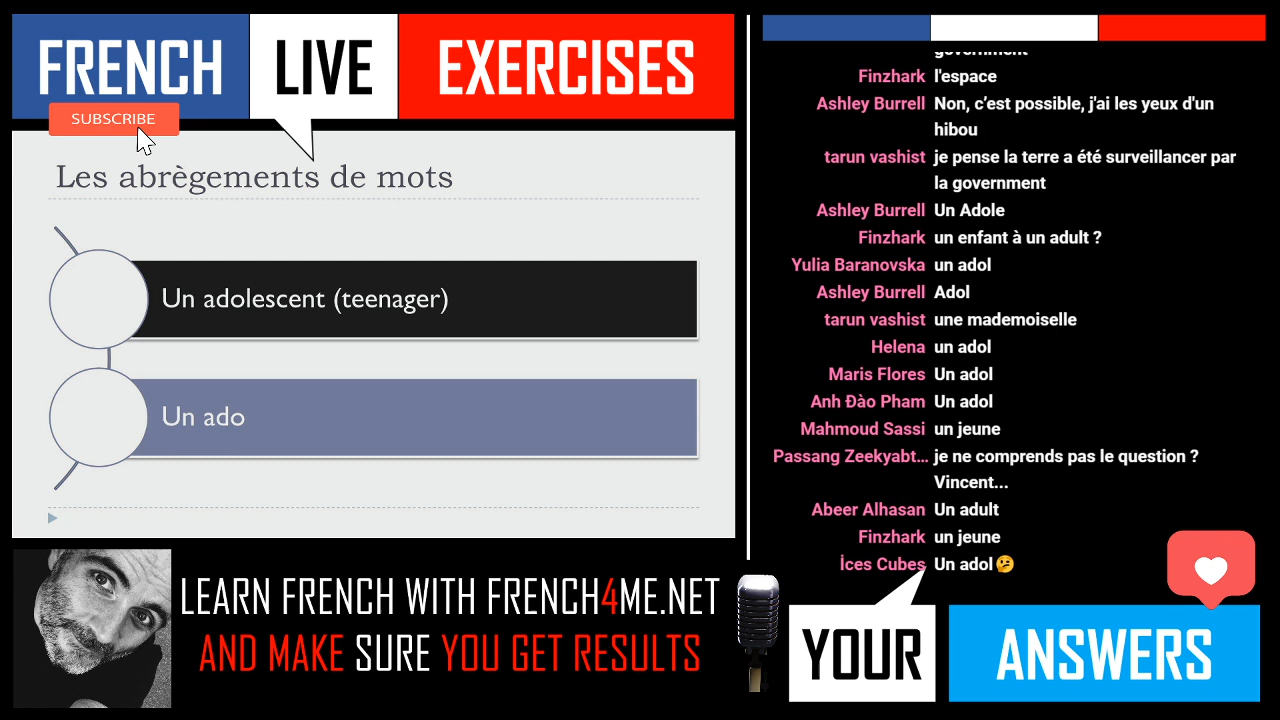 FRENCH LIVE EXERCISES
SUBSCRIBE
Les abrègements de mots
Un adolescent (teenager)
Un ado
LEARN FRENCH WITH FRENCH4ME.NET
AND MAKE SURE YOU GET RESULTS
government
Finzhark l'espace
Ashley Burrell Non, c’est possible, j'ai les yeux d'un
hibou
tarun vashist je pense la terre a été surveillancer par
la government
Ashley Burrell Un Adole
Finzhark un enfant à un adult ?
Yulia Baranovska un adol
Ashley Burrell Adol
tarun vashist une mademoiselle
Helena un adol
Maris Flores Un adol
Anh Đào Pham Un adol
Mahmoud Sassi un jeune
Passang Zeekyabt... je ne comprends pas le question ?
Vincent...
Abeer Alhasan Un adult
Finzhark un jeune
İces Cubes Un adol🤔
YOUR ANSWERS